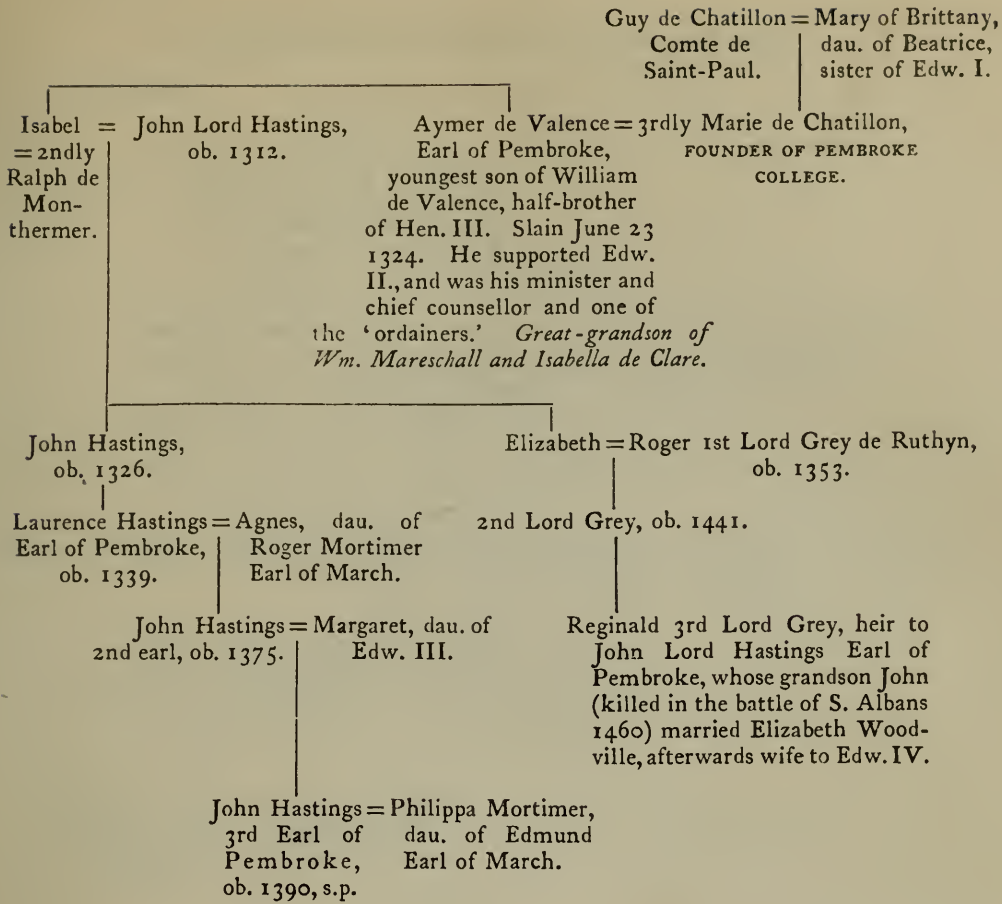 Guy de Chatillon = Mary of Brittany,
Comte de dau. of Beatrice,
Saint-Paul. sister of Edw. I.
Isabel = John Lord Hastings,
= 2ndly ob. 1312.
Ralph de
Mon-
thermer.
Aymer de Valence = 3rdly Marie de Chatillon,
Earl of Pembroke, FOUNDER OF PEMBROKE
youngest son of William COLLEGE.
de Valence, half-brother
of Hen. III. Slain June 23
1324. He supported Edw.
II., and was his minister and
chief counsellor and one of
the ‘ordainers.’ Great-grandson of
Wm. Mareschall and Isabella de Clare.
John Hastings,
ob. 1326.
Elizabeth = Roger 1st Lord Grey de Ruthyn,
ob. 1353.
Laurence Hastings = Agnes, dau. of
Earl of Pembroke, Roger Mortimer
ob. 1339. Earl of March.
2nd Lord Grey, ob. 1441.
John Hastings = Margaret, dau. of
2nd earl, ob. 1375. Edw. III.
Reginald 3rd Lord Grey, heir to
John Lord Hastings Earl of
Pembroke, whose grandson John
(killed in the battle of S. Albans
1460) married Elizabeth Wood-
ville, afterwards wife to Edw. IV.
John Hastings = Philippa Mortimer,
3rd Earl of dau. of Edmund
Pembroke, Earl of March.
ob. 1390, s.p.